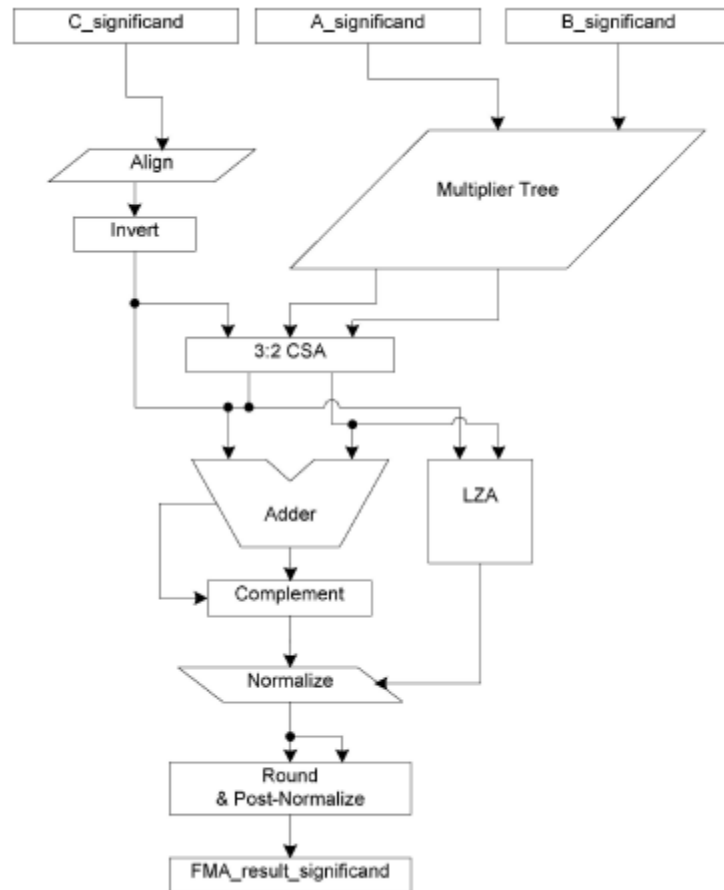 C_significand
A_significand
B_significand
Align
Multiplier Tree
Invert
3:2 CSA
LZA
Adder
Complement
Normalize
Round
& Post-Normalize
FMA_result_significand